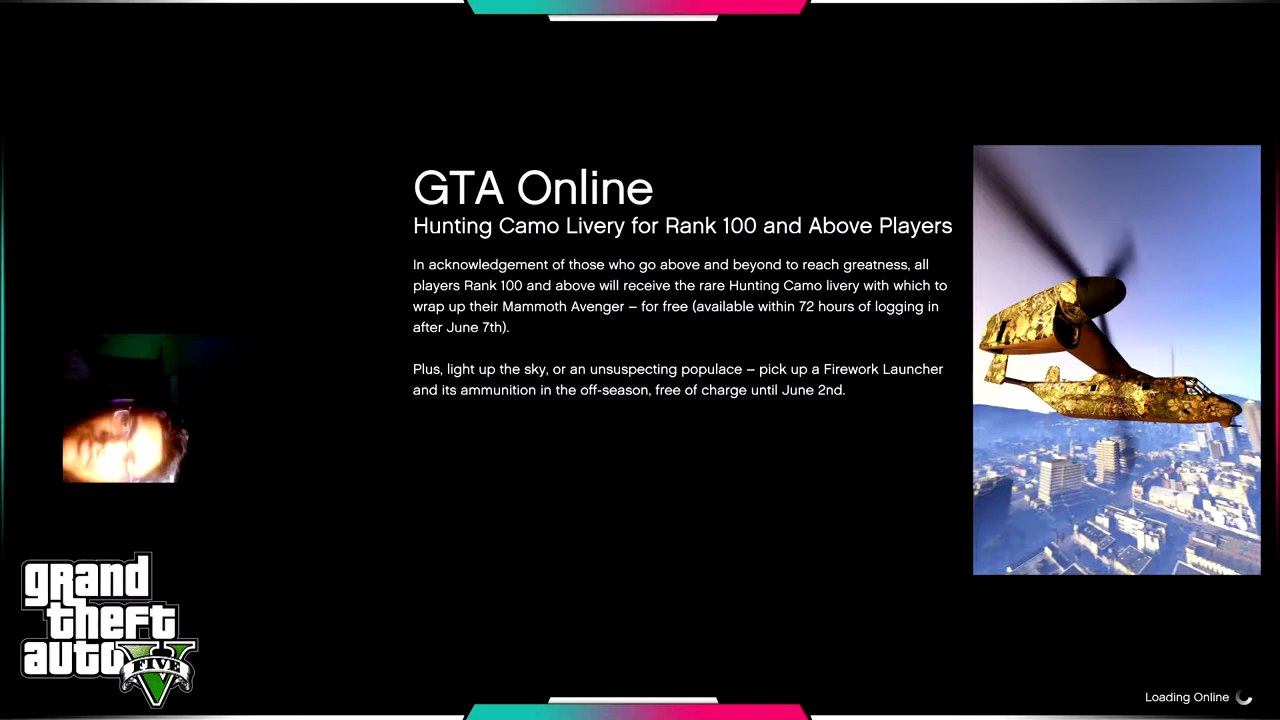 GTA Online
Hunting Camo Livery for Rank 100 and Above Players
In acknowledgement of those who go above and beyond to reach greatness, all
players Rank 100 and above will receive the rare Hunting Camo livery with which to
wrap up their Mammoth Avenger – for free (available within 72 hours of logging in
after June 7th).
Plus, light up the sky, or an unsuspecting populace – pick up a Firework Launcher
and its ammunition in the off-season, free of charge until June 2nd.
grand
theft
auto
V
FIVE
Loading Online